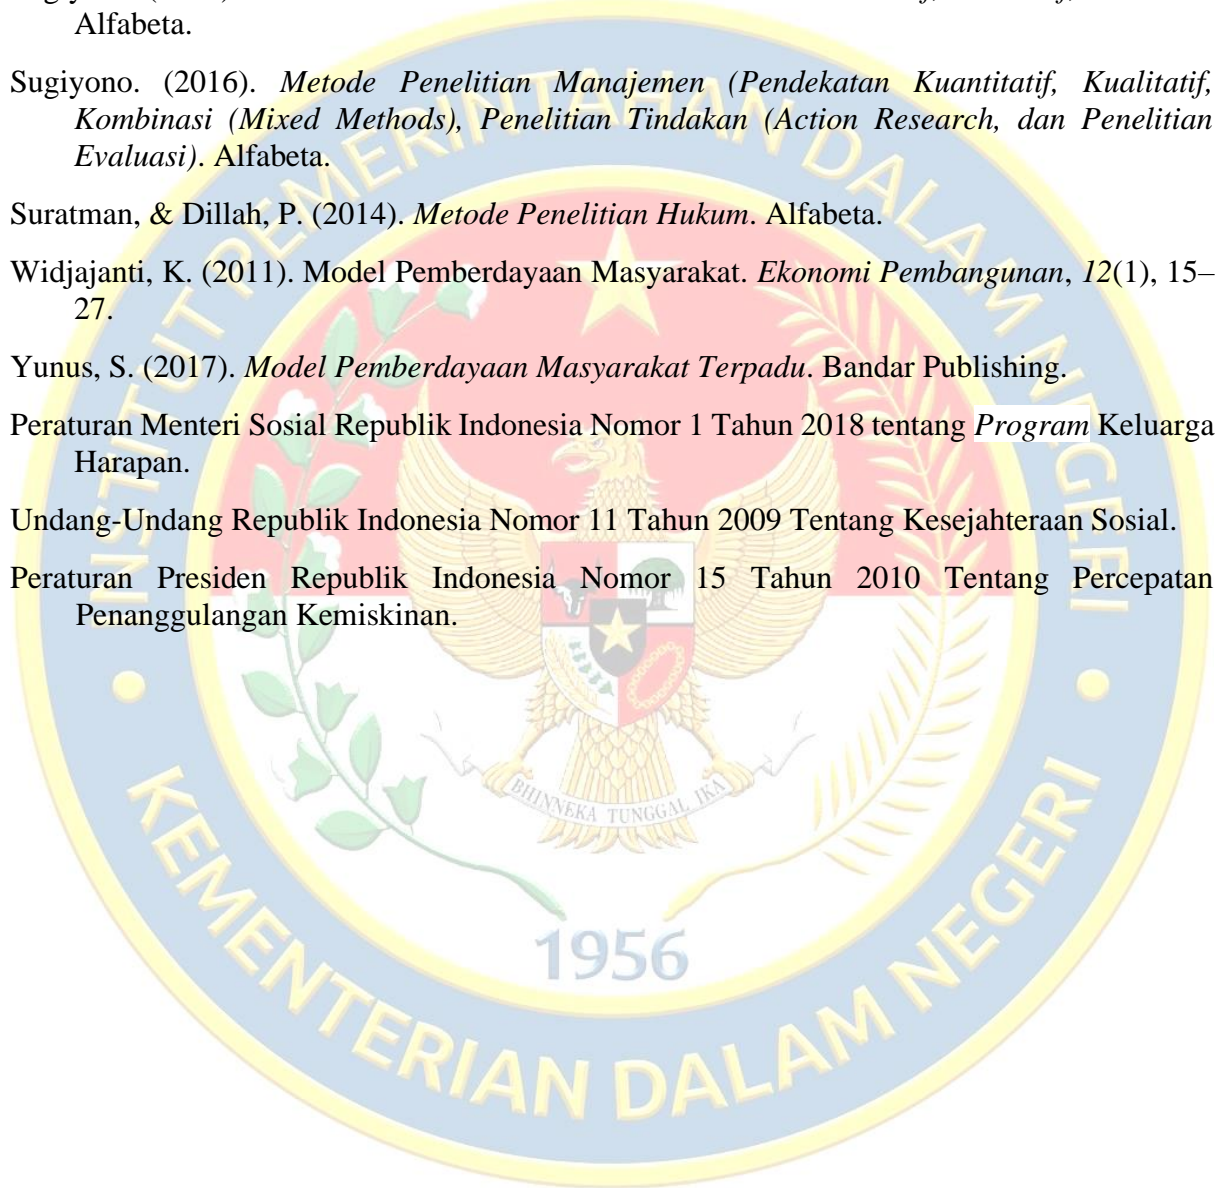 Alfabeta.
Sugiyono. (2016). Metode Penelitian Manajemen (Pendekatan Kuantitatif, Kualitatif,
Kombinasi (Mixed Methods), Penelitian Tindakan (Action Research, dan Penelitian
Evaluasi). Alfabeta.
Suratman, & Dillah, P. (2014). Metode Penelitian Hukum. Alfabeta.
Widjajanti, K. (2011). Model Pemberdayaan Masyarakat. Ekonomi Pembangunan, 12(1), 15–
27.
Yunus, S. (2017). Model Pemberdayaan Masyarakat Terpadu. Bandar Publishing.
Peraturan Menteri Sosial Republik Indonesia Nomor 1 Tahun 2018 tentang Program Keluarga
Harapan.
Undang-Undang Republik Indonesia Nomor 11 Tahun 2009 Tentang Kesejahteraan Sosial.
Peraturan Presiden Republik Indonesia Nomor 15 Tahun 2010 Tentang Percepatan
Penanggulangan Kemiskinan.
INSTITUT PEMERINTAHAN DALAM NEGERI
BHINNEKA TUNGGAL IKA
1956
KEMENTERIAN DALAM NEGERI